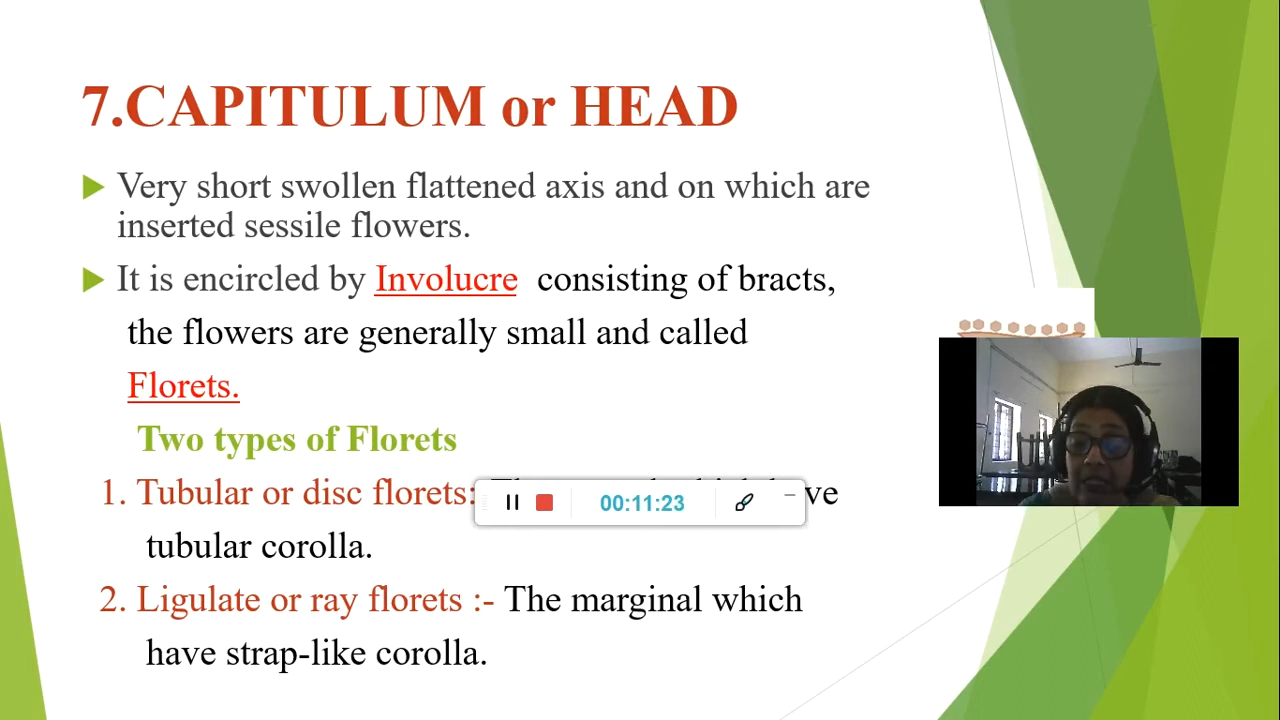 7.CAPITULUM or HEAD
Very short swollen flattened axis and on which are
inserted sessile flowers.
It is encircled by Involucre consisting of bracts,
the flowers are generally small and called
Florets.
Two types of Florets
1. Tubular or disc florets:
00:11:23
tubular corolla.
2. Ligulate or ray florets :- The marginal which
have strap-like corolla.